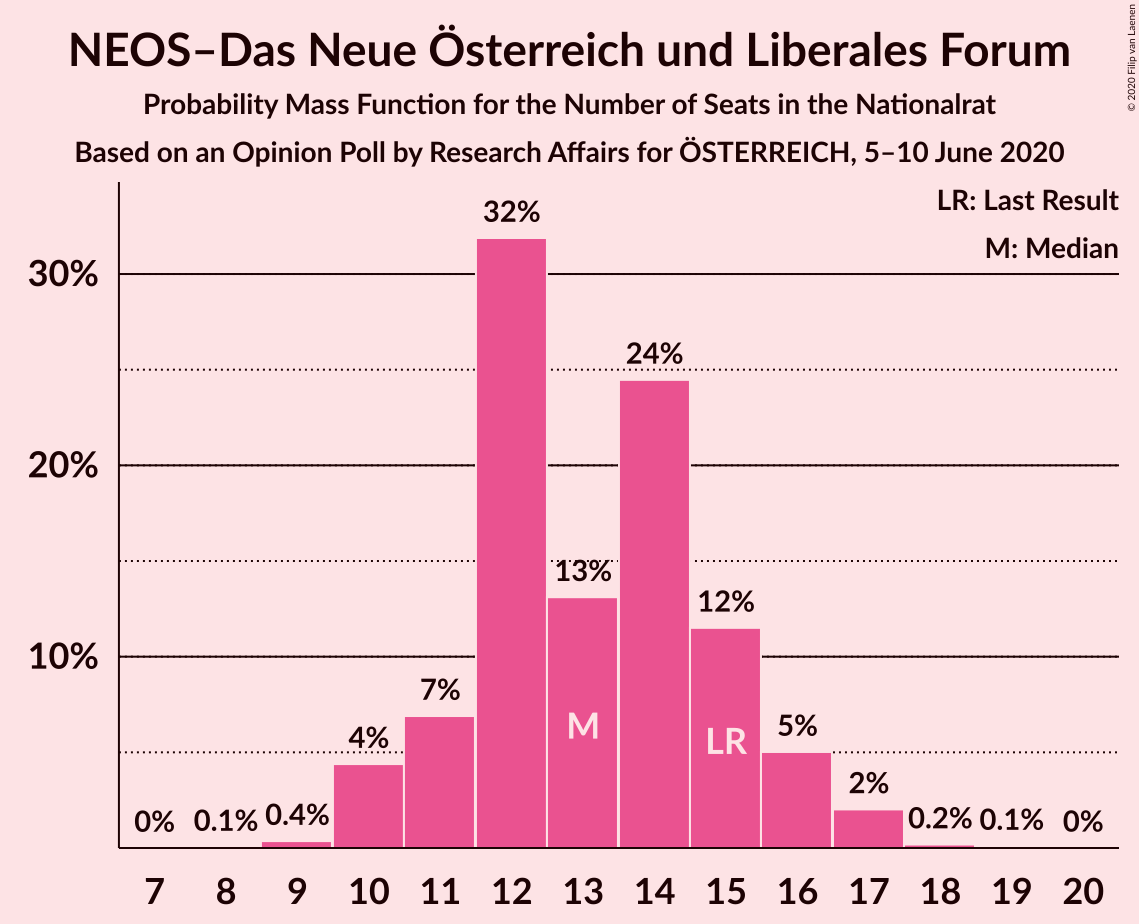 NEOS–Das Neue Österreich und Liberales Forum
Probability Mass Function for the Number of Seats in the Nationalrat
Based on an Opinion Poll by Research Affairs for ÖSTERREICH, 5–10 June 2020
© 2020 Filip van Laenen
LR: Last Result
M: Median
30%
20%
10%
0%
0.1%
0.4%
4%
7%
32%
13%
24%
12%
5%
2%
0.2%
0.1%
0%
M
LR
7 8 9 10 11 12 13 14 15 16 17 18 19 20